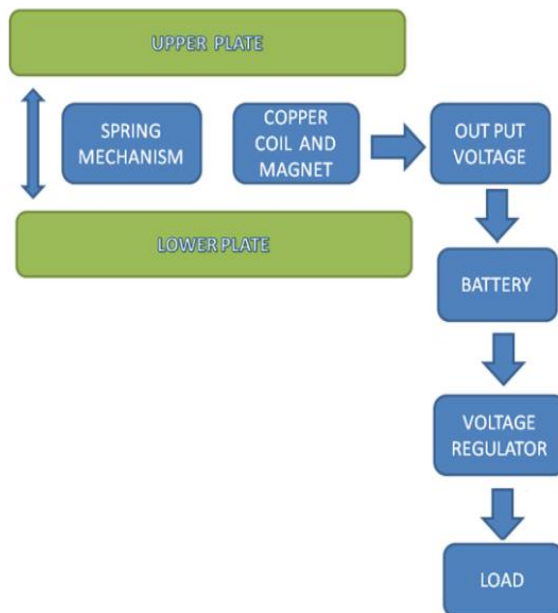 UPPER PLATE
SPRING
MECHANISM
COPPER
COIL AND
MAGNET
OUT PUT
VOLTAGE
LOWER PLATE
BATTERY
VOLTAGE
REGULATOR
LOAD